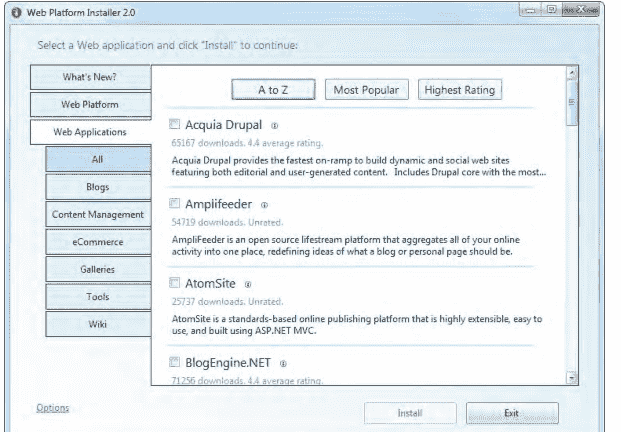 Web Platform Installer 2.0
Select a Web application and click "Install" to continue:
What's New?
Web Platform
Web Applications
All
Blogs
Content Management
eCommerce
Galleries
Tools
Wiki
A to Z
Most Popular
Highest Rating
Acquia Drupal
65167 downloads. 4.4 average rating.
Acquia Drupal provides the fastest on-ramp to build dynamic and social web sites
featuring both editorial and user-generated content. Includes Drupal core with the most...
Amplifeeder
54719 downloads. Unrated.
AmpliFeeder is an open source lifestream platform that aggregates all of your online
activity into one place, redefining ideas of what a blog or personal page should be.
AtomSite
25737 downloads. Unrated.
AtomSite is a standards-based online publishing platform that is highly extensible, easy to
use, and built using ASP.NET MVC.
BlogEngine.NET
71256 downloads. 4.4 average rating.
Options
Install
Exit